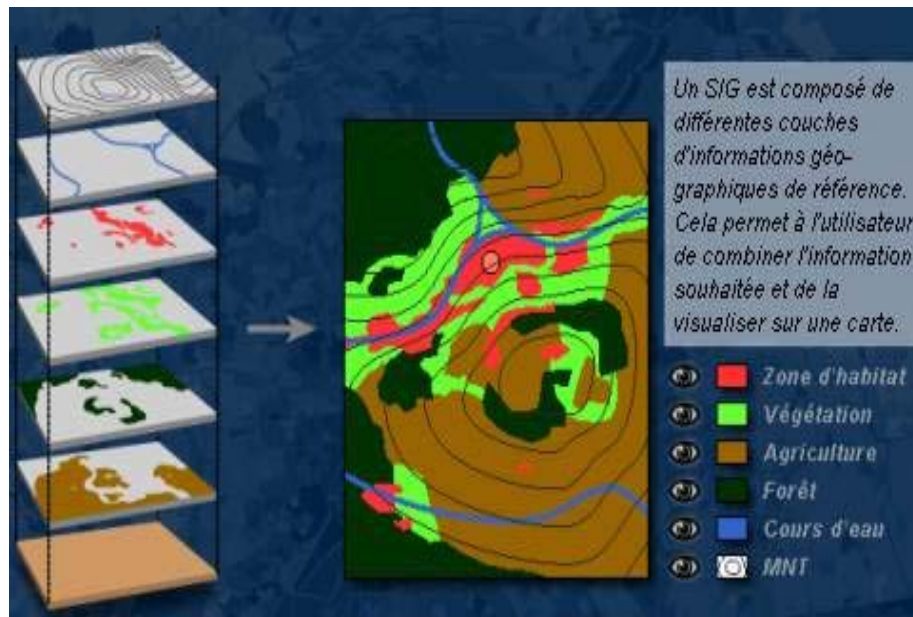 Un SIG est composé de
différentes couches
d'informations géo-
graphiques de référence.
Cela permet à l'utilisateur
de combiner l'information
souhaitée et de la
visualiser sur une carte.
Zone d'habitat
Végétation
Agriculture
Forêt
Cours d'eau
MNT